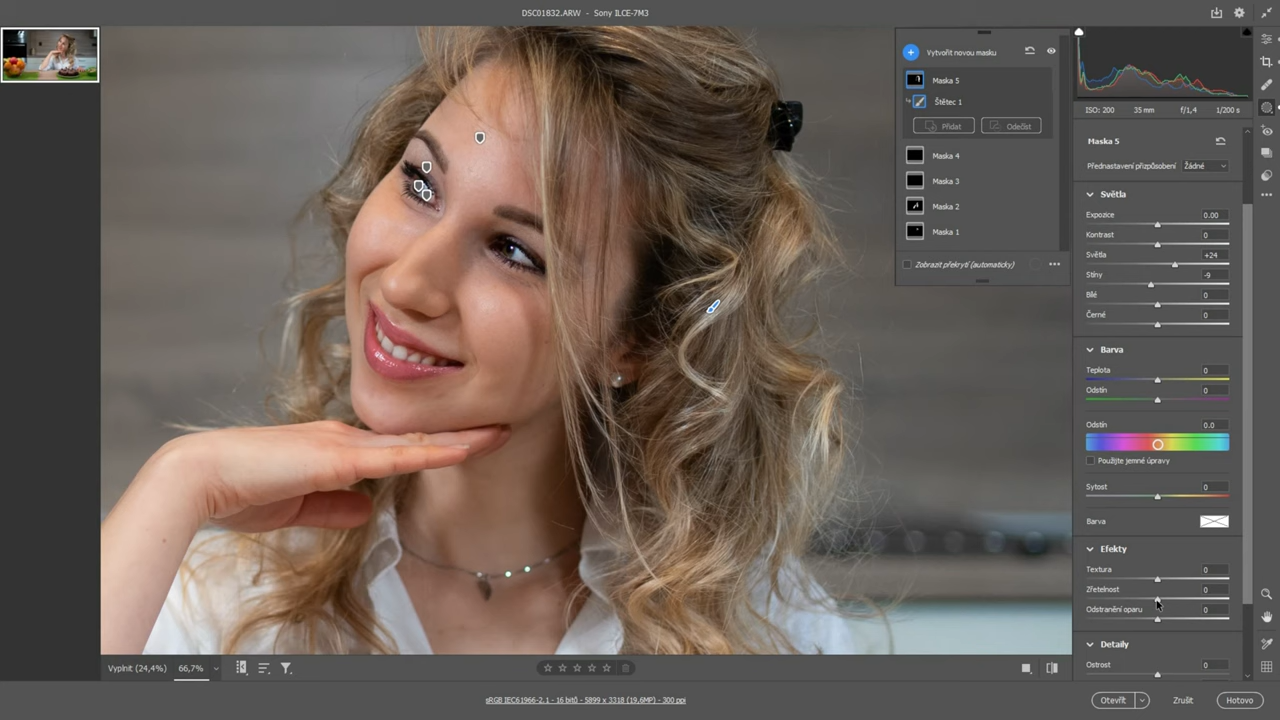 DSC01832.ARW - Sony ILCE-7M3
Vytvořit novou masku
Maska 5
Štětec 1
Přidat
Odečíst
Maska 4
Maska 3
Maska 2
Maska 1
Zobrazit překrytí (automaticky)
ISO: 200 35 mm f/1,4 1/200 s
Maska 5
Přednastavení přizpůsobení Žádné
Světla
Expozice 0.00
Kontrast 0
Světla +24
Stíny -9
Bílé 0
Černé 0
Barva
Teplota 0
Odstín 0
Odstín 0.0
Použijte jemné úpravy
Sytost 0
Barva
Efekty
Textura 0
Zřetelnost 0
Odstranění oparu 0
Detaily
Ostrost 0
Vyplnit (24,4%) 66,7%
sRGB IEC61966-2.1 - 16 bitů - 5899 x 3318 (19,6MP) - 300 ppi
Otevřít
Zrušit
Hotovo